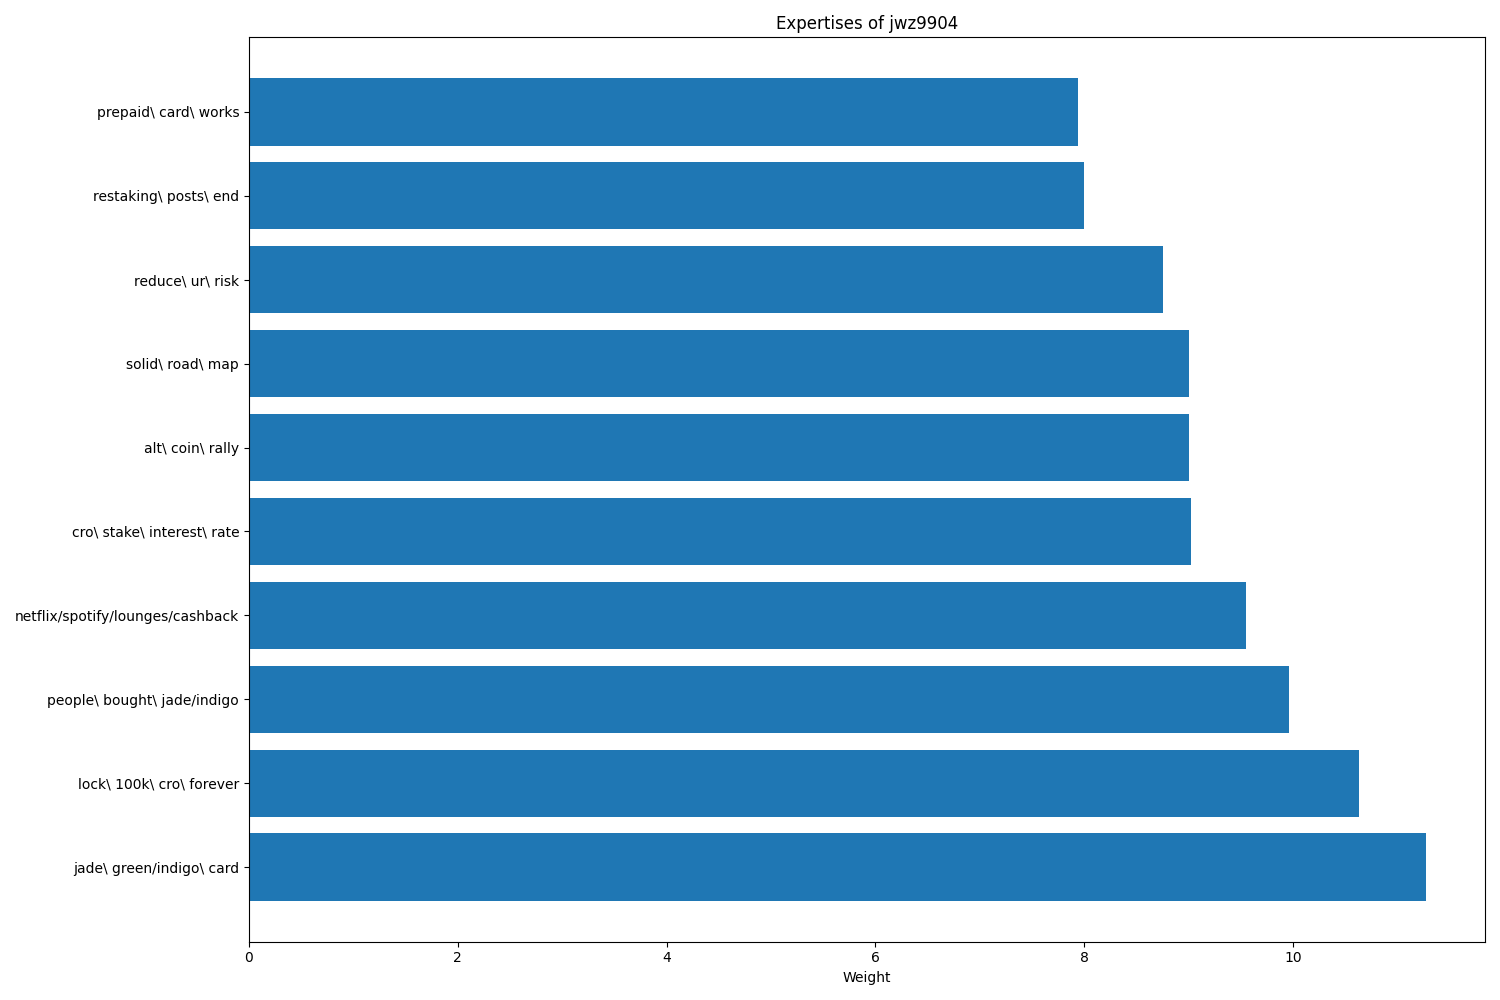 Expertises of jwz9904
prepaid\ card\ works
restaking\ posts\ end
reduce\ ur\ risk
solid\ road\ map
alt\ coin\ rally
cro\ stake\ interest\ rate
netflix/spotify/lounges/cashback
people\ bought\ jade/indigo
lock\ 100k\ cro\ forever
jade\ green/indigo\ card
0 2 4 6 8 10
Weight